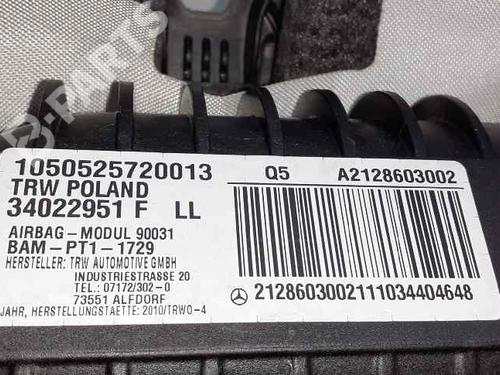 B-PARTS
1050525720013 Q5 A2128603002
TRW POLAND
34022951 F LL
AIRBAG-MODUL 90031
BAM-PT1-1729
HERSTELLER: TRW AUTOMOTIVE GMBH
INDUSTRIESTRASSE 20
TEL.: 07172/302-0
73551 ALFDORF
JAHR, HERSTELLUNGSTAETTE: 2010/TRWO-4
2128603002111034404648